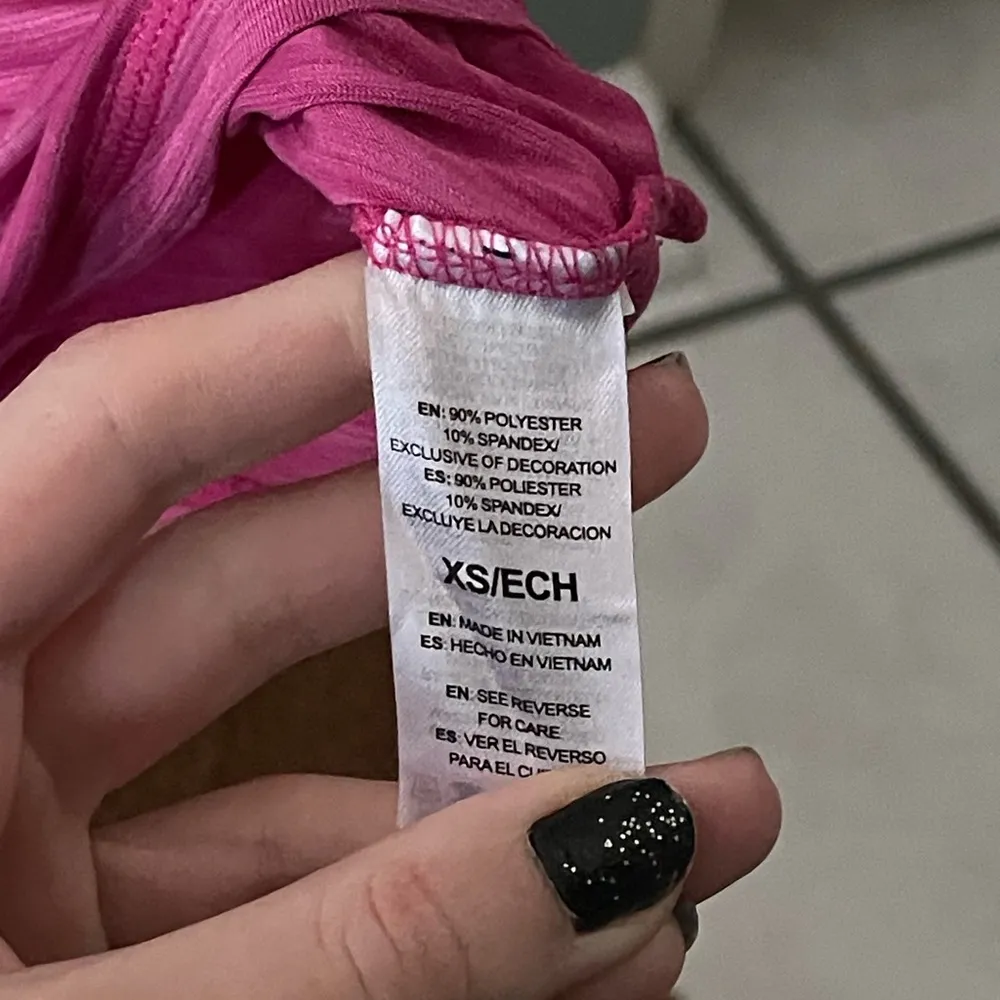 EN: 90% POLYESTER
10% SPANDEX/
EXCLUSIVE OF DECORATION
ES: 90% POLIESTER
10% SPANDEX/
EXCLUYE LA DECORACION
XS/ECH
EN: MADE IN VIETNAM
ES: HECHO EN VIETNAM
EN: SEE REVERSE
FOR CARE
ES: VER EL REVERSO
PARA EL